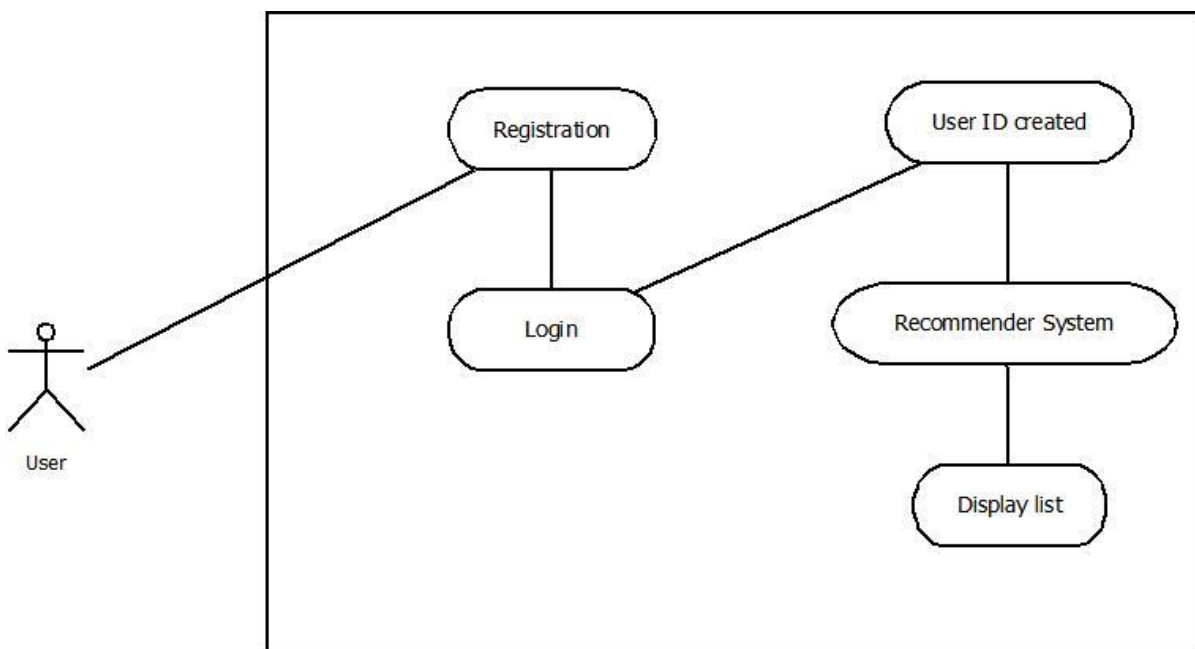 Registration
User ID created
Login
Recommender System
User
Display list